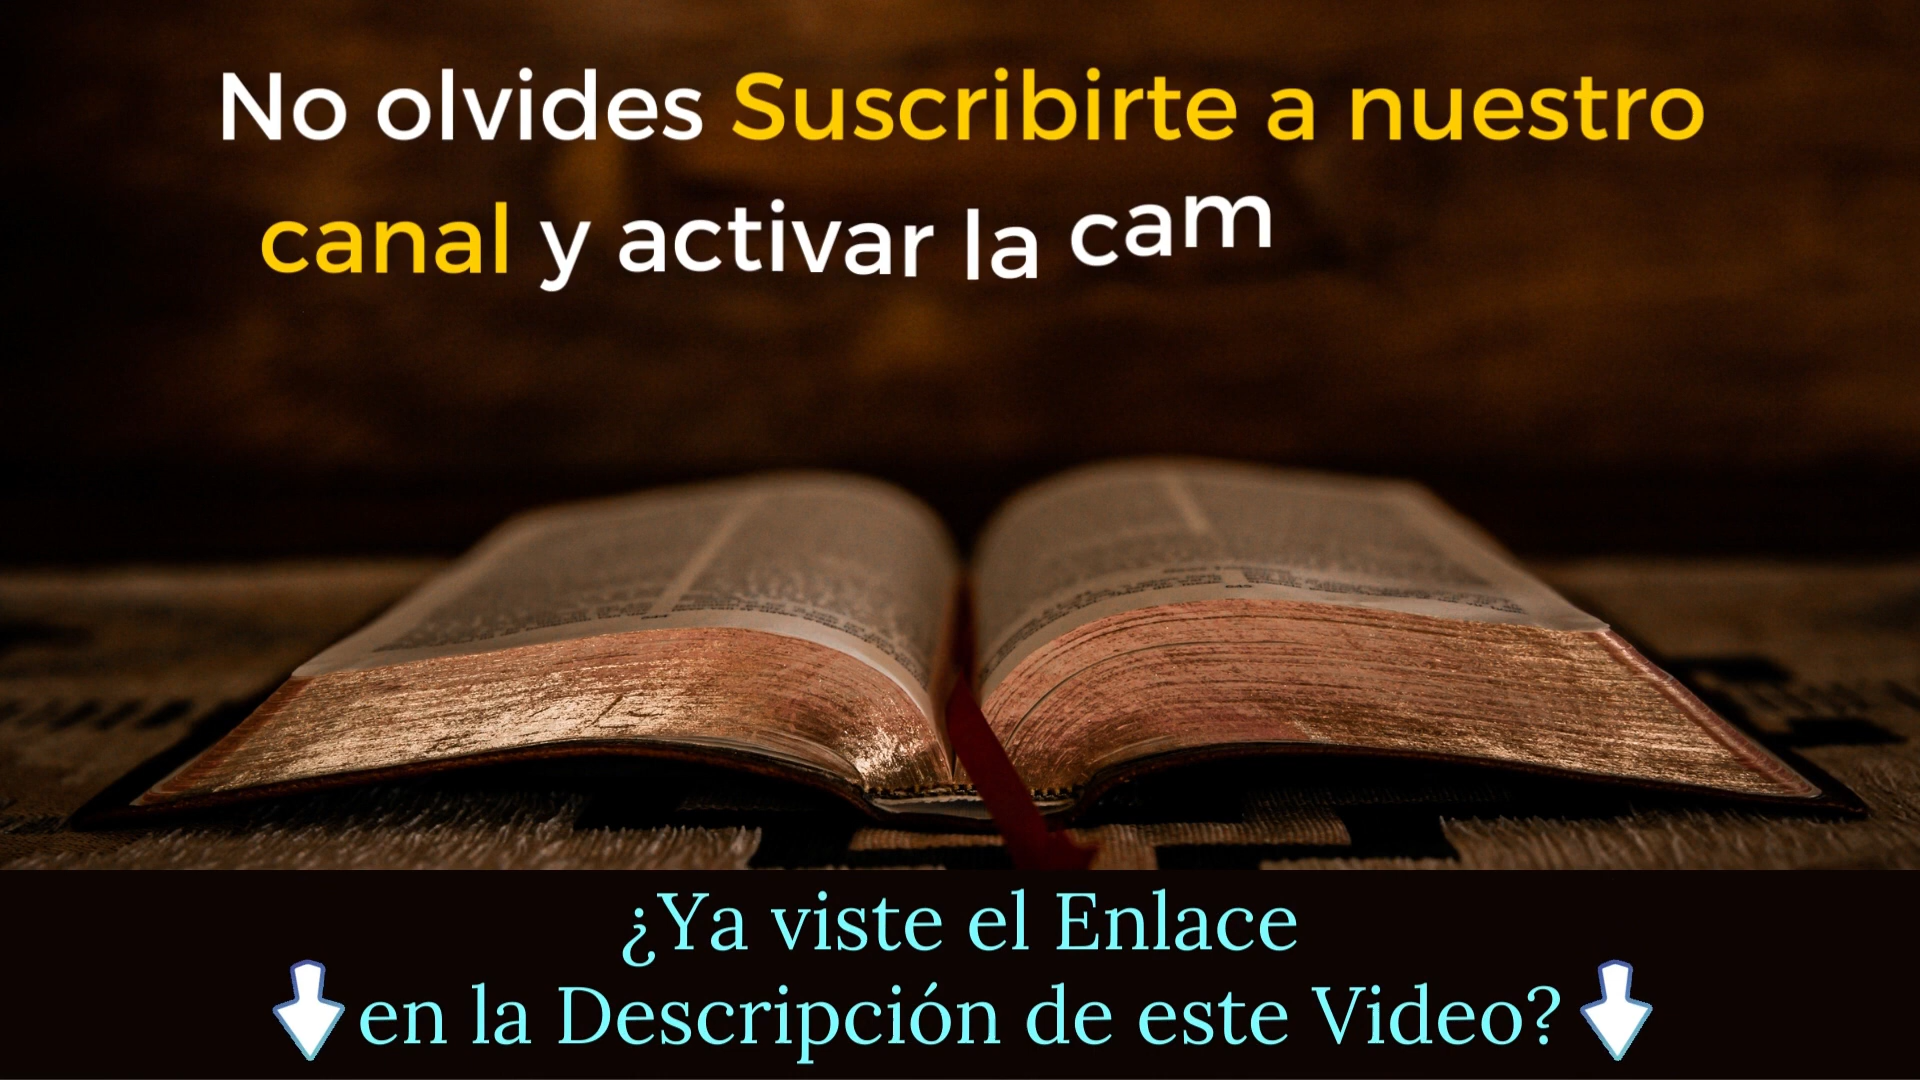 No olvides Suscribirte a nuestro
canal y activar la cam
¿Ya viste el Enlace
en la Descripción de este Video?